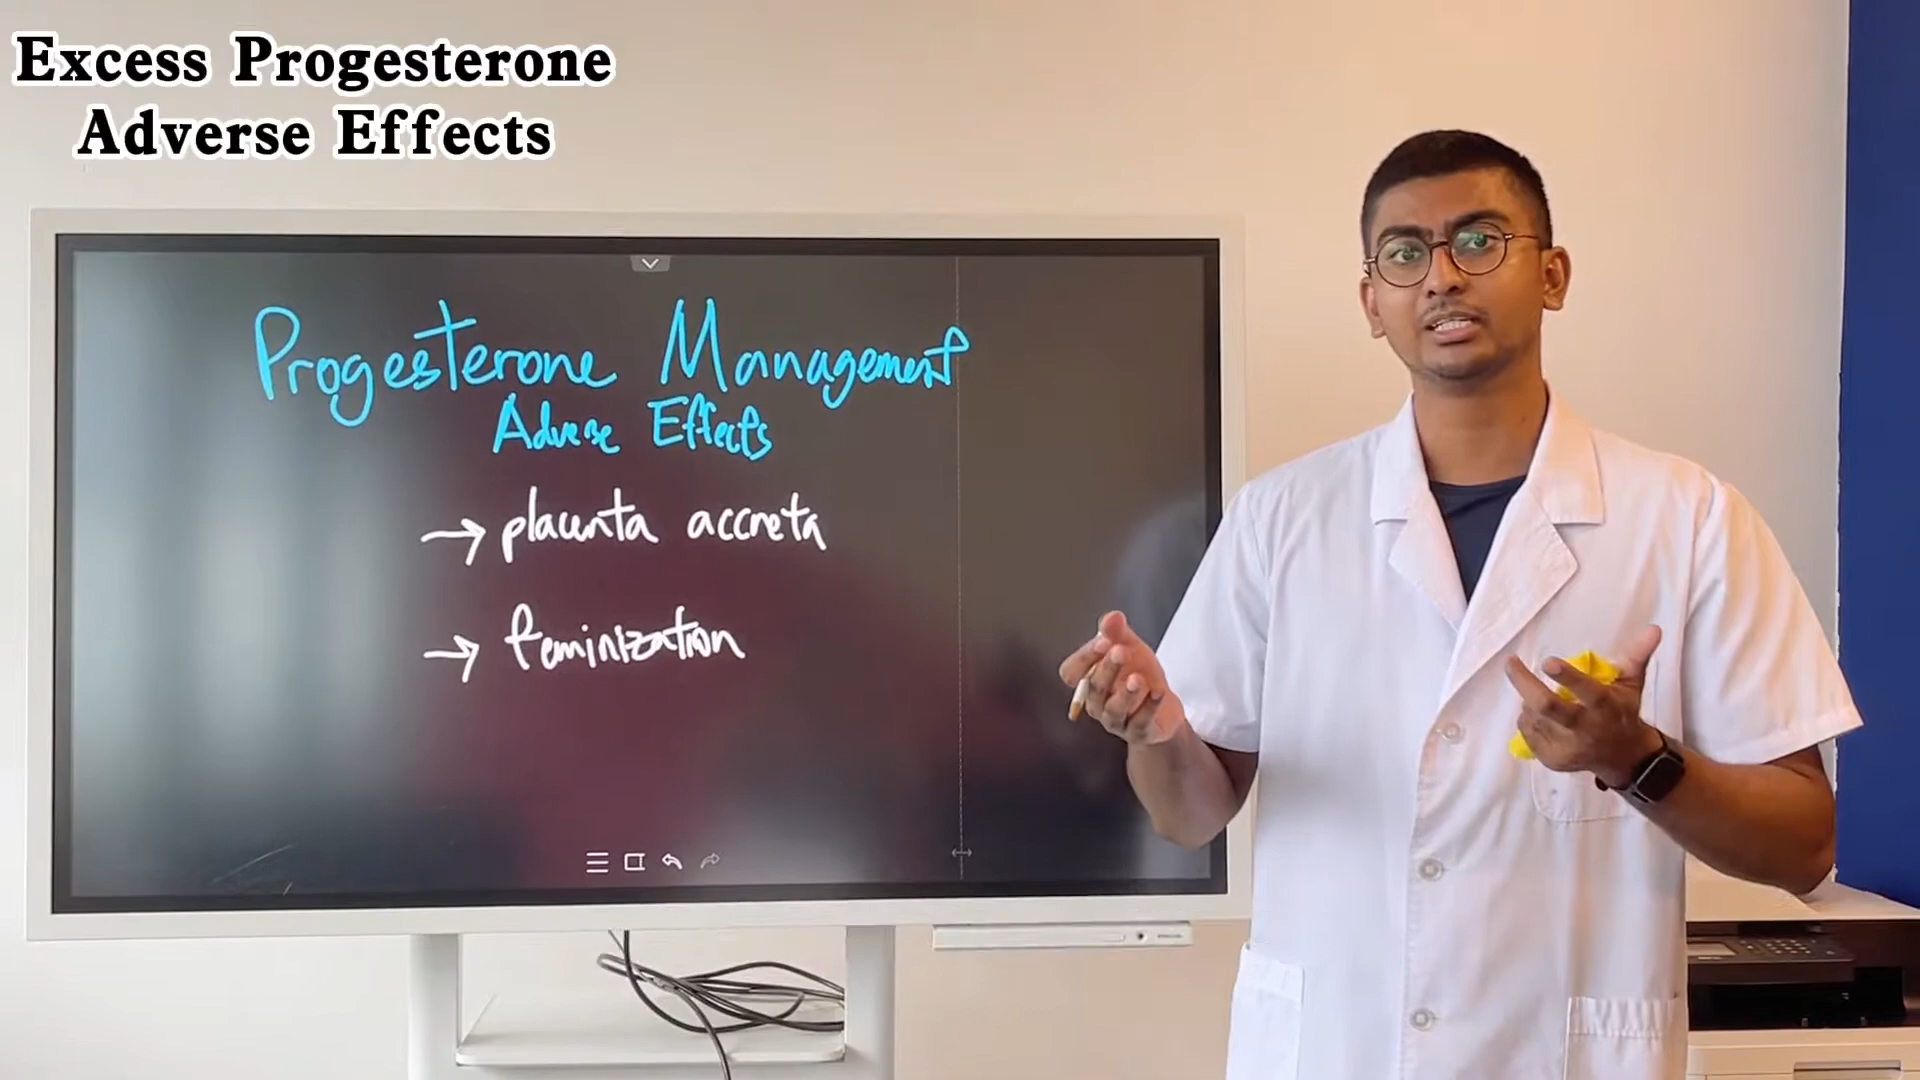 Excess Progesterone
Adverse Effects
Progesterone Management
Adverse Effects
→ placenta accreta
→ feminization